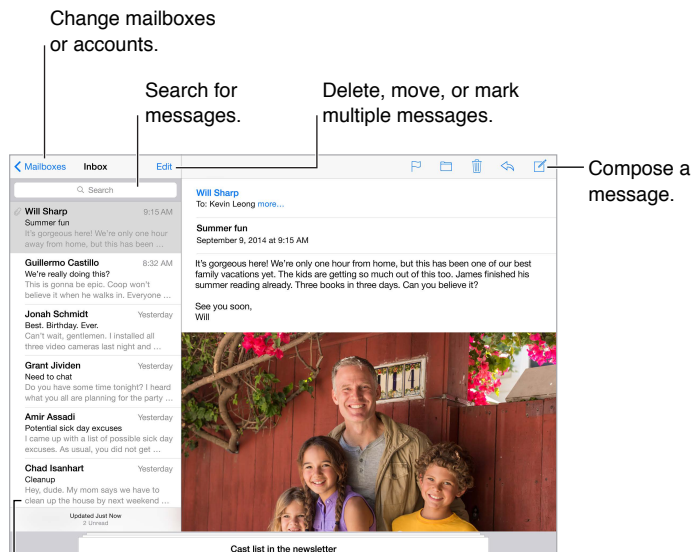 Change mailboxes
or accounts.
Search for
messages.
Delete, move, or mark
multiple messages.
Compose a
message.
Mailboxes Inbox Edit
Search
Will Sharp 9:15 AM
Summer fun
It's gorgeous here! We're only one hour
away from home, but this has been ...
Guillermo Castillo 8:32 AM
We're really doing this?
This is gonna be epic. Coop won't
believe it when he walks in. Everyone ...
Jonah Schmidt Yesterday
Best. Birthday. Ever.
Can't wait, gentlemen. I installed all
three video cameras last night and ...
Grant Jividen Yesterday
Need to chat
Do you have some time tonight? I heard
what you all are planning for the party ...
Amir Assadi Yesterday
Potential sick day excuses
I came up with a list of possible sick day
excuses. As usual, you did not get ...
Chad Isanhart Yesterday
Cleanup
Hey, dude. My mom says we have to
clean up the house by next weekend ...
Updated Just Now
2 Unread
Will Sharp
To: Kevin Leong more...
Summer fun
September 9, 2014 at 9:15 AM
It's gorgeous here! We're only one hour from home, but this has been one of our best
family vacations yet. The kids are getting so much out of this too. James finished his
summer reading already. Three books in three days. Can you believe it?
See you soon,
Will
Cast list in the newsletter